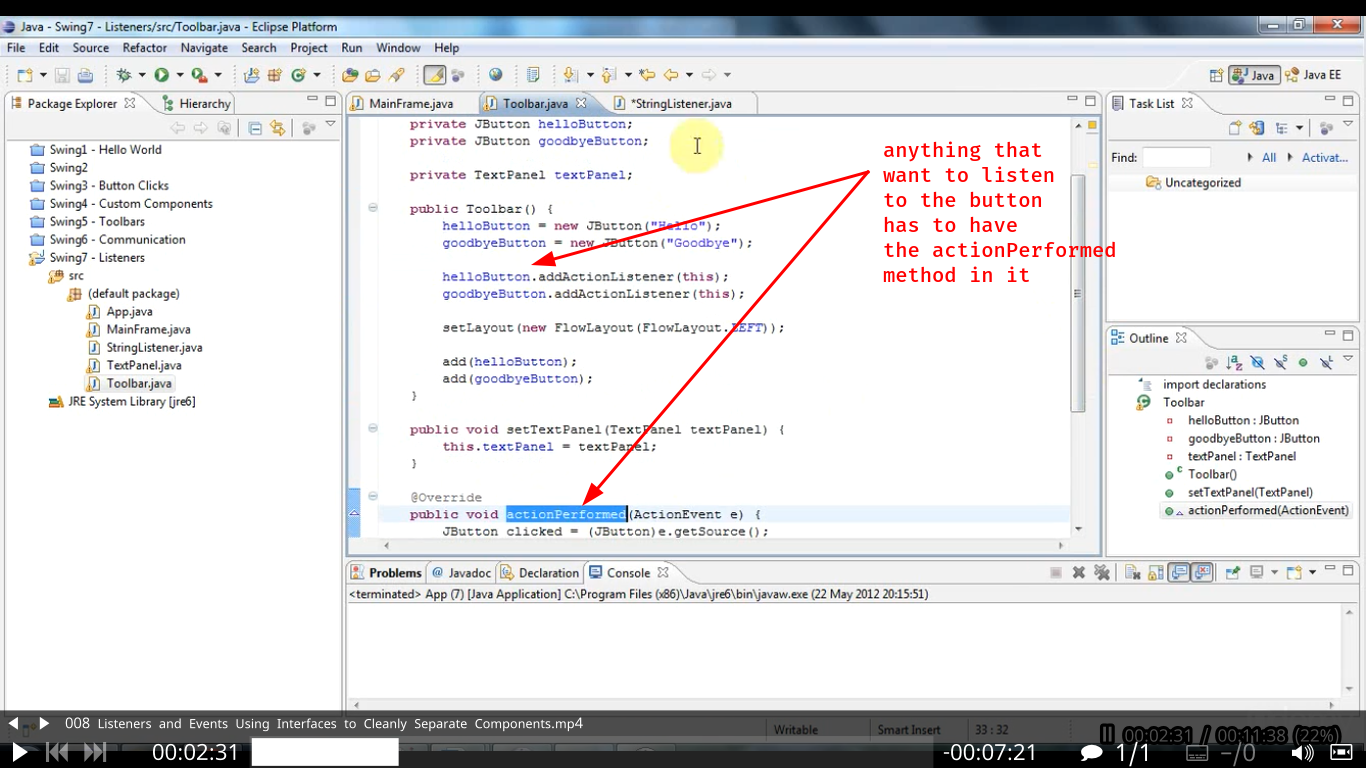 Java - Swing7 - Listeners/src/Toolbar.java - Eclipse Platform
File Edit Source Refactor Navigate Search Project Run Window Help
Java Java EE
Package Explorer Hierarchy
Swing1 - Hello World
Swing2
Swing3 - Button Clicks
Swing4 - Custom Components
Swing5 - Toolbars
Swing6 - Communication
Swing7 - Listeners
src
(default package)
App.java
MainFrame.java
StringListener.java
TextPanel.java
Toolbar.java
JRE System Library [jre6]
MainFrame.java Toolbar.java *StringListener.java
private JButton helloButton;
private JButton goodbyeButton;
private TextPanel textPanel;
public Toolbar() {
helloButton = new JButton("Hello");
goodbyeButton = new JButton("Goodbye");
helloButton.addActionListener(this);
goodbyeButton.addActionListener(this);
setLayout(new FlowLayout(FlowLayout.LEFT));
add(helloButton);
add(goodbyeButton);
}
public void setTextPanel(TextPanel textPanel) {
this.textPanel = textPanel;
}
@Override
public void actionPerformed(ActionEvent e) {
JButton clicked = (JButton)e.getSource();
anything that
want to listen
to the button
has to have
the actionPerformed
method in it
Task List
Find: All Activat...
Uncategorized
Outline
import declarations
Toolbar
helloButton : JButton
goodbyeButton : JButton
textPanel : TextPanel
Toolbar()
setTextPanel(TextPanel)
actionPerformed(ActionEvent)
Problems Javadoc Declaration Console
<terminated> App (7) [Java Application] C:\Program Files (x86)\Java\jre6\bin\javaw.exe (22 May 2012 20:15:51)
008 Listeners and Events Using Interfaces to Cleanly Separate Components.mp4
Writable Smart Insert 33 : 32
00:02:31 / 00:11:38 (22%)
00:02:31 -00:07:21 1/1 -/0